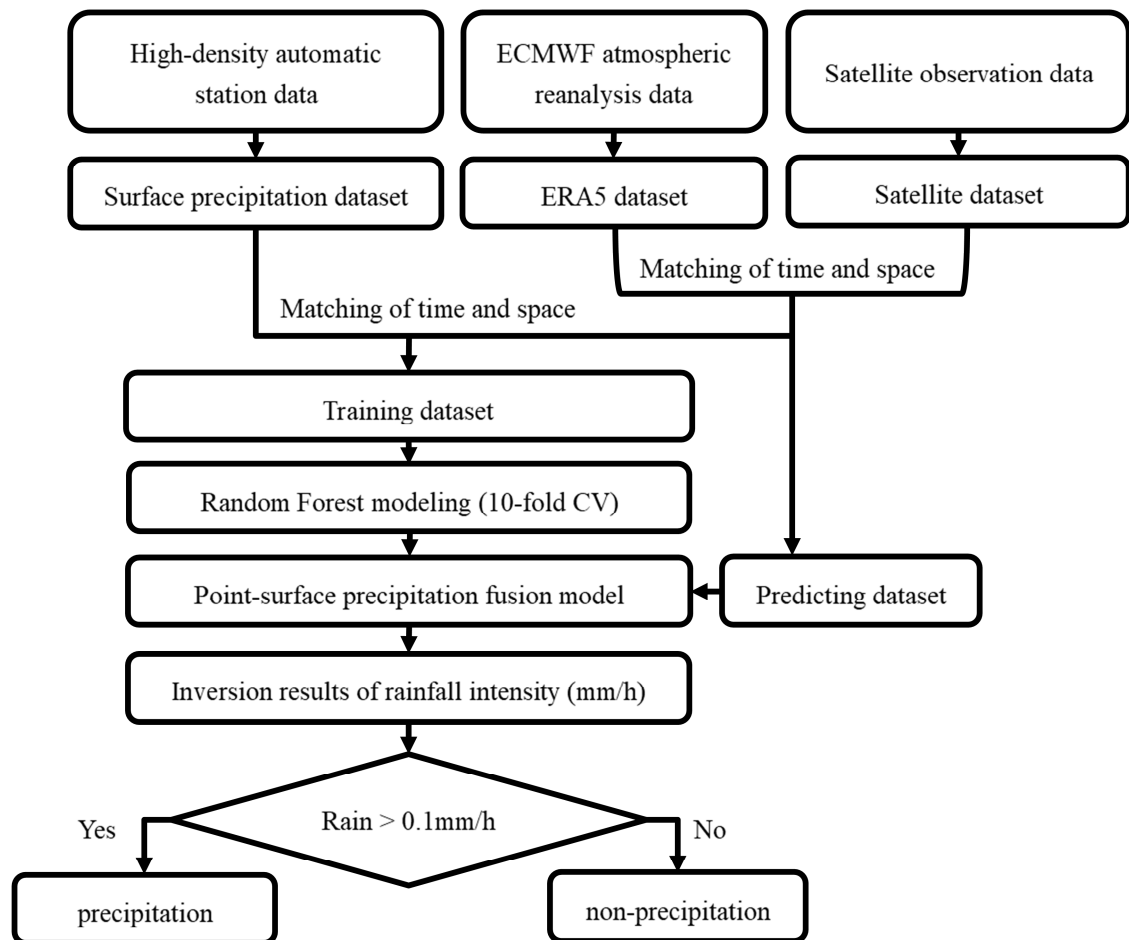 High-density automatic
station data
ECMWF atmospheric
reanalysis data
Satellite observation data
Surface precipitation dataset
ERA5 dataset
Satellite dataset
Matching of time and space
Matching of time and space
Training dataset
Random Forest modeling (10-fold CV)
Point-surface precipitation fusion model
Predicting dataset
Inversion results of rainfall intensity (mm/h)
Rain > 0.1mm/h
Yes
No
precipitation
non-precipitation